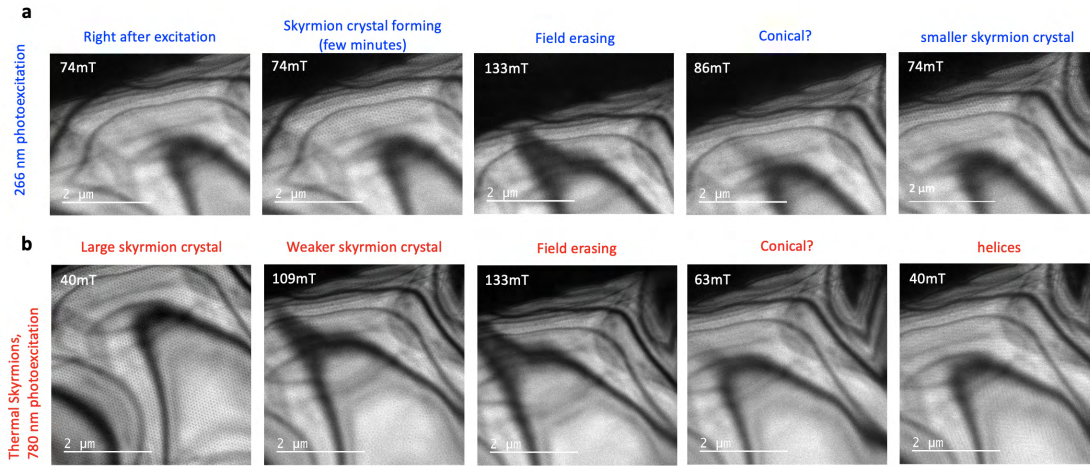 a
Right after excitation
Skyrmion crystal forming
(few minutes)
Field erasing
Conical?
smaller skyrmion crystal
266 nm photoexcitation
74mT
74mT
133mT
86mT
74mT
2 μm
2 μm
2 μm
2 μm
2 μm
b
Large skyrmion crystal
Weaker skyrmion crystal
Field erasing
Conical?
helices
Thermal Skyrmions,
780 nm photoexcitation
40mT
109mT
133mT
63mT
40mT
2 μm
2 μm
2 μm
2 μm
2 μm